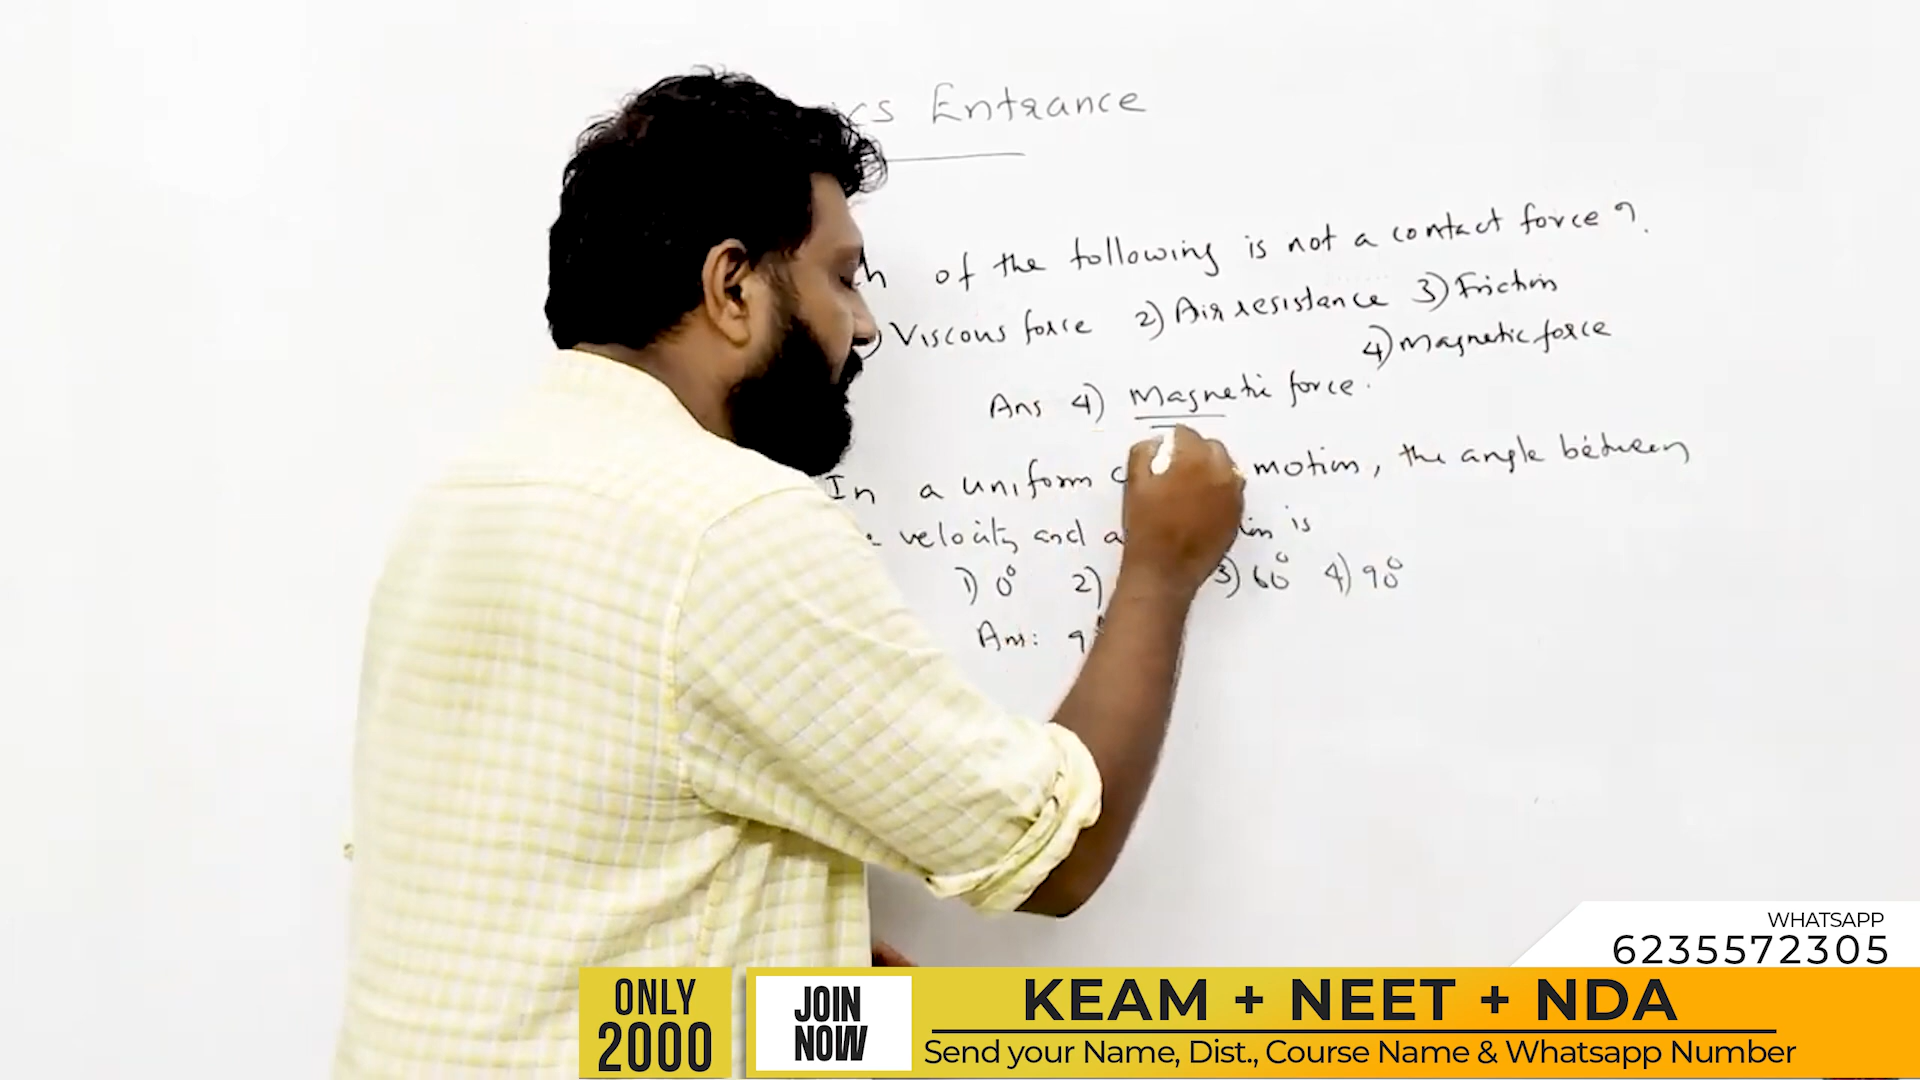 Entrance
of the following is not a contact force ?
Viscous force 2) Air resistance 3) Friction
4) Magnetic force
Ans 4) Magnetic force.
In a uniform motion, the angle between
velocity and is
1) 0° 2) 3) 60° 4) 90°
Ans:
WHATSAPP
6235572305
ONLY
2000
JOIN
NOW
KEAM + NEET + NDA
Send your Name, Dist., Course Name & Whatsapp Number